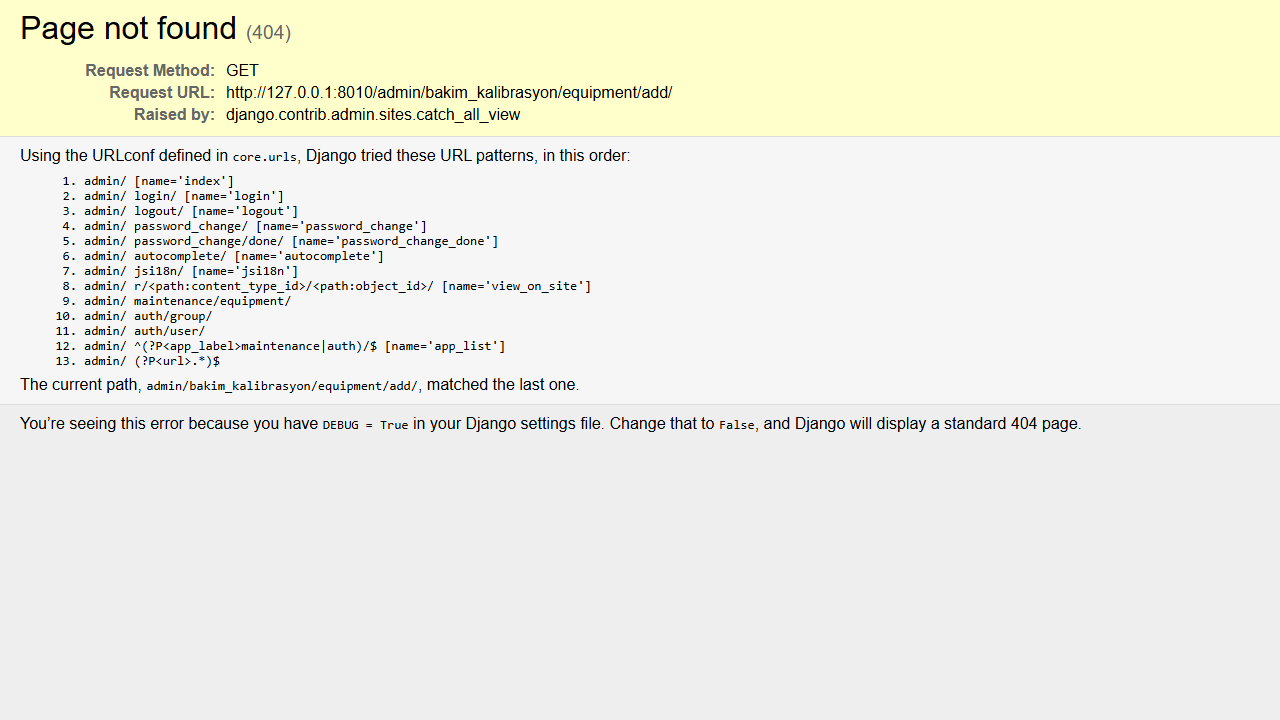 Page not found (404)
Request Method: GET
Request URL: http://127.0.0.1:8010/admin/bakim_kalibrasyon/equipment/add/
Raised by: django.contrib.admin.sites.catch_all_view
Using the URLconf defined in core.urls, Django tried these URL patterns, in this order:
1. admin/ [name='index']
2. admin/ login/ [name='login']
3. admin/ logout/ [name='logout']
4. admin/ password_change/ [name='password_change']
5. admin/ password_change/done/ [name='password_change_done']
6. admin/ autocomplete/ [name='autocomplete']
7. admin/ jsi18n/ [name='jsi18n']
8. admin/ r/<path:content_type_id>/<path:object_id>/ [name='view_on_site']
9. admin/ maintenance/equipment/
10. admin/ auth/group/
11. admin/ auth/user/
12. admin/ ^(?P<app_label>maintenance|auth)/$ [name='app_list']
13. admin/ (?P<url>.*)$
The current path, admin/bakim_kalibrasyon/equipment/add/, matched the last one.
You’re seeing this error because you have DEBUG = True in your Django settings file. Change that to False, and Django will display a standard 404 page.